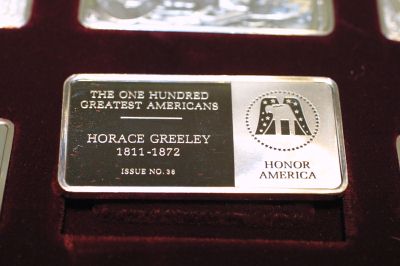 THE ONE HUNDRED
GREATEST AMERICANS
HORACE GREELEY
1811-1872
ISSUE NO. 36
HONOR
AMERICA